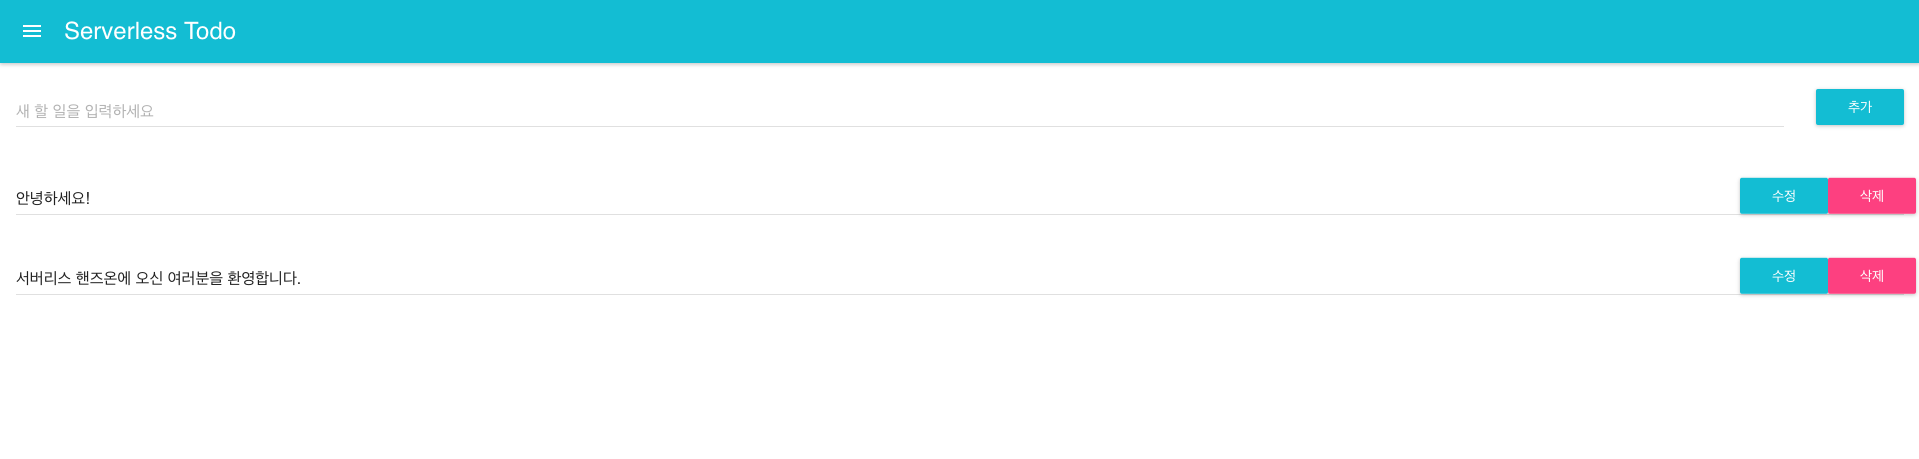 Serverless Todo
새 할 일을 입력하세요
추가
안녕하세요!
수정
삭제
서버리스 핸즈온에 오신 여러분을 환영합니다.
수정
삭제